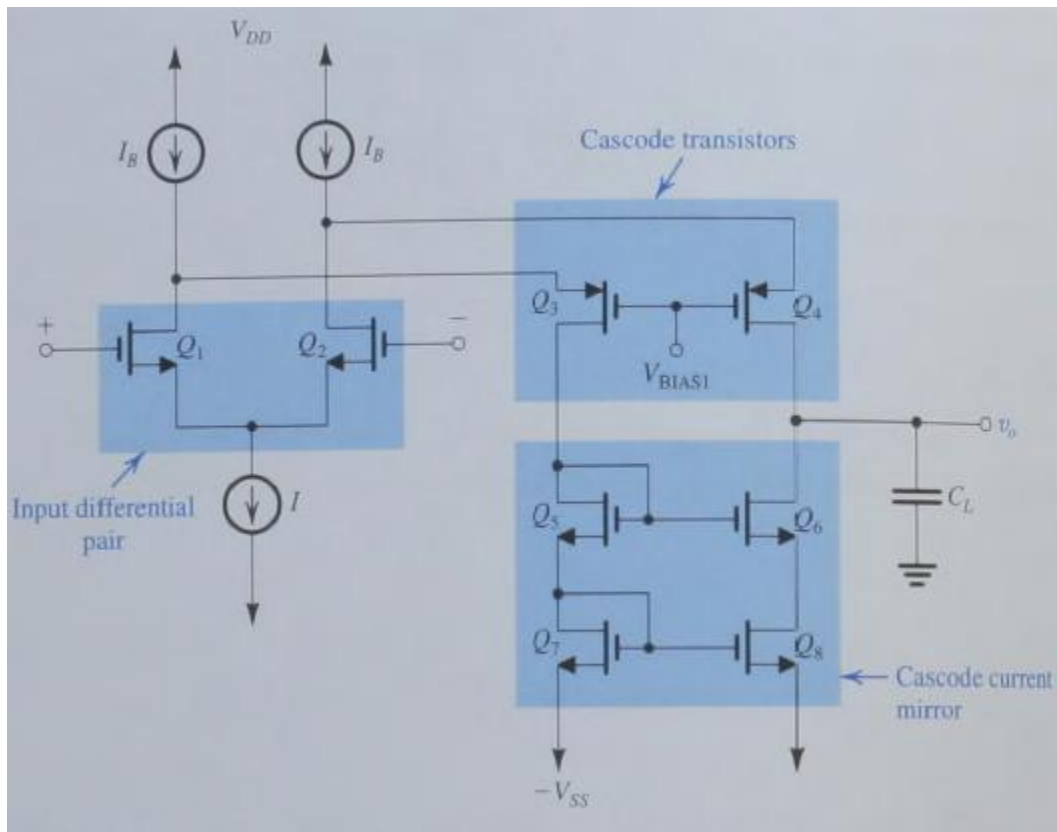 V_DD
I_B
I_B
Cascode transistors
Q_3
Q_4
V_BIAS1
+
−
Q_1
Q_2
v_o
Input differential
pair
I
C_L
Q_5
Q_6
Q_7
Q_8
Cascode current
mirror
−V_SS